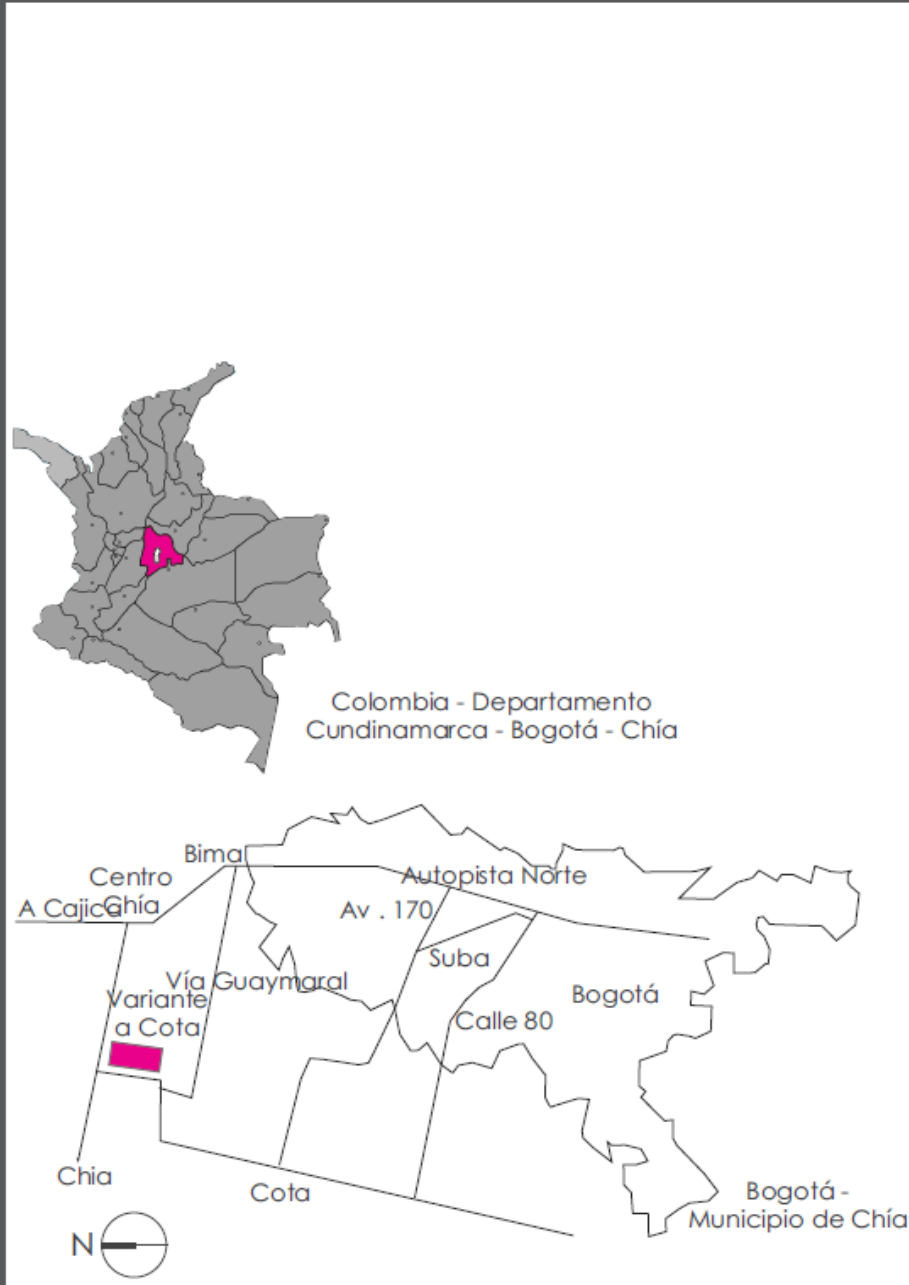 Colombia - Departamento
Cundinamarca - Bogotá - Chía
Bima
Centro
Chía
A Cajica
Autopista Norte
Av . 170
Suba
Vía Guaymaral
Variante
a Cota
Bogotá
Calle 80
Chia
Cota
Bogotá -
Municipio de Chía
N